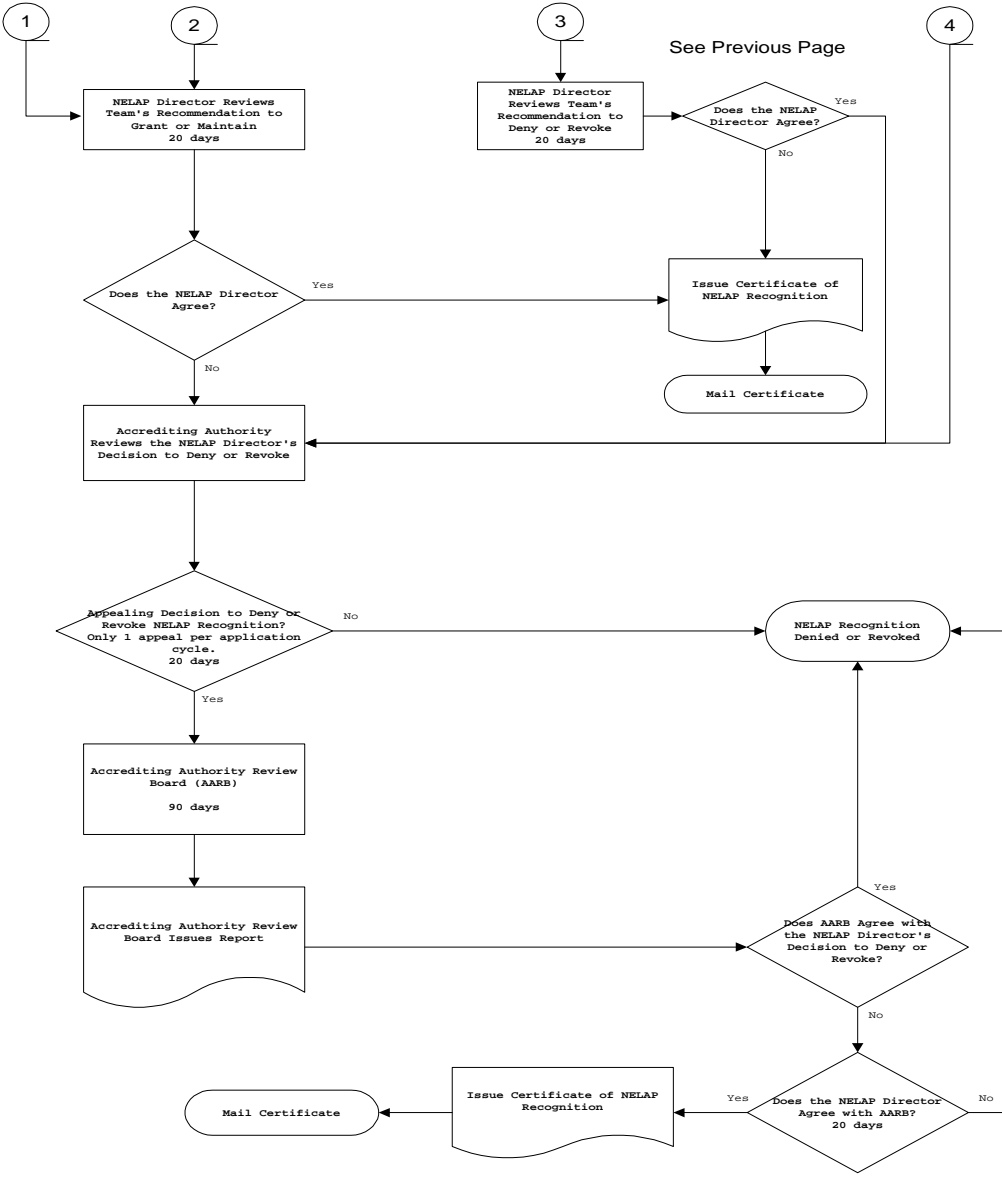 1
2
3
4
See Previous Page
NELAP Director Reviews
Team's Recommendation to
Grant or Maintain
20 days
NELAP Director
Reviews Team's
Recommendation to
Deny or Revoke
20 days
Does the NELAP
Director Agree?
Yes
No
Does the NELAP Director
Agree?
Yes
No
Issue Certificate of
NELAP Recognition
Mail Certificate
Accrediting Authority
Reviews the NELAP Director's
Decision to Deny or Revoke
Appealing Decision to Deny or
Revoke NELAP Recognition?
Only 1 appeal per application
cycle.
20 days
No
Yes
NELAP Recognition
Denied or Revoked
Accrediting Authority Review
Board (AARB)
90 days
Accrediting Authority Review
Board Issues Report
Yes
Does AARB Agree with
the NELAP Director's
Decision to Deny or
Revoke?
No
Does the NELAP Director
Agree with AARB?
20 days
Yes
No
Issue Certificate of NELAP
Recognition
Mail Certificate